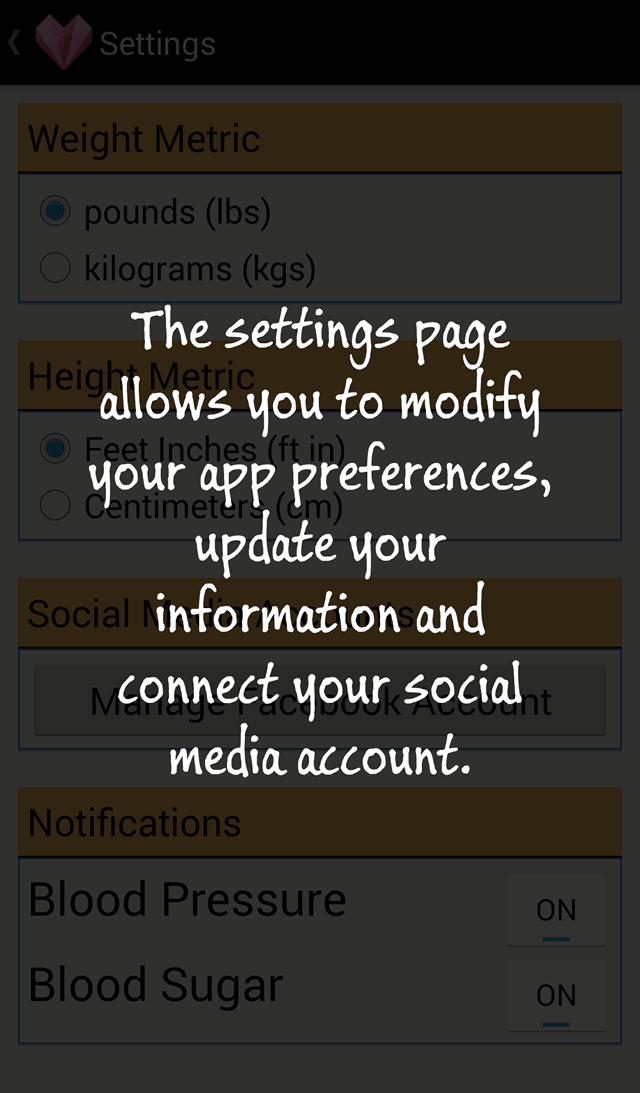 Settings
Weight Metric
pounds (lbs)
kilograms (kgs)
The settings page
allows you to modify
your app preferences,
update your
information and
connect your social
media account.
Height Metric
Feet Inches (ft in)
Centimeters (cm)
Social Media Accounts
Manage Facebook Account
Notifications
Blood Pressure
ON
Blood Sugar
ON